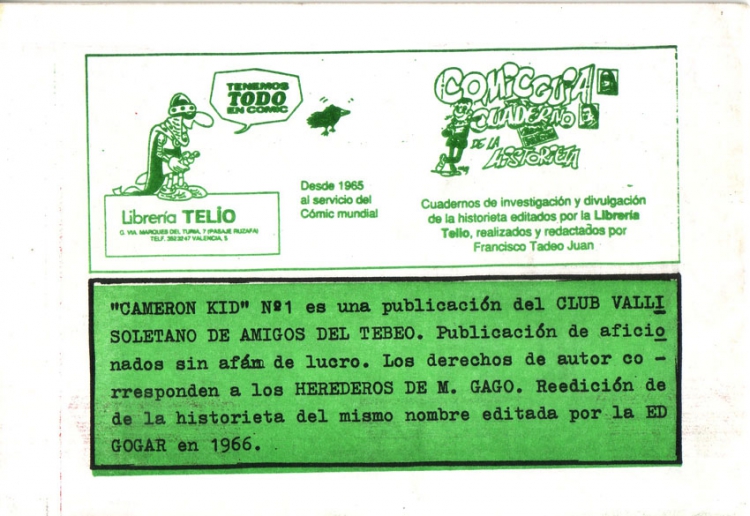 TENEMOS
TODO
EN COMIC
COMICGUIA
CUADERNO
DE LA
HISTORIETA
Desde 1965
al servicio del
Cómic mundial
Librería TELIO
G. VIA. MARQUES DEL TURIA, 7 (PASAJE RUZAFA)
TELF. 3523247 VALENCIA, 5
Cuadernos de investigación y divulgación
de la historieta editados por la Librería
Telio, realizados y redactados por
Francisco Tadeo Juan
"CAMERON KID" Nº1 es una publicación del CLUB VALLI
SOLETANO DE AMIGOS DEL TEBEO. Publicación de aficio
nados sin afám de lucro. Los derechos de autor co –
rresponden a los HEREDEROS DE M. GAGO. Reedición de
de la historieta del mismo nombre editada por la ED
GOGAR en 1966.